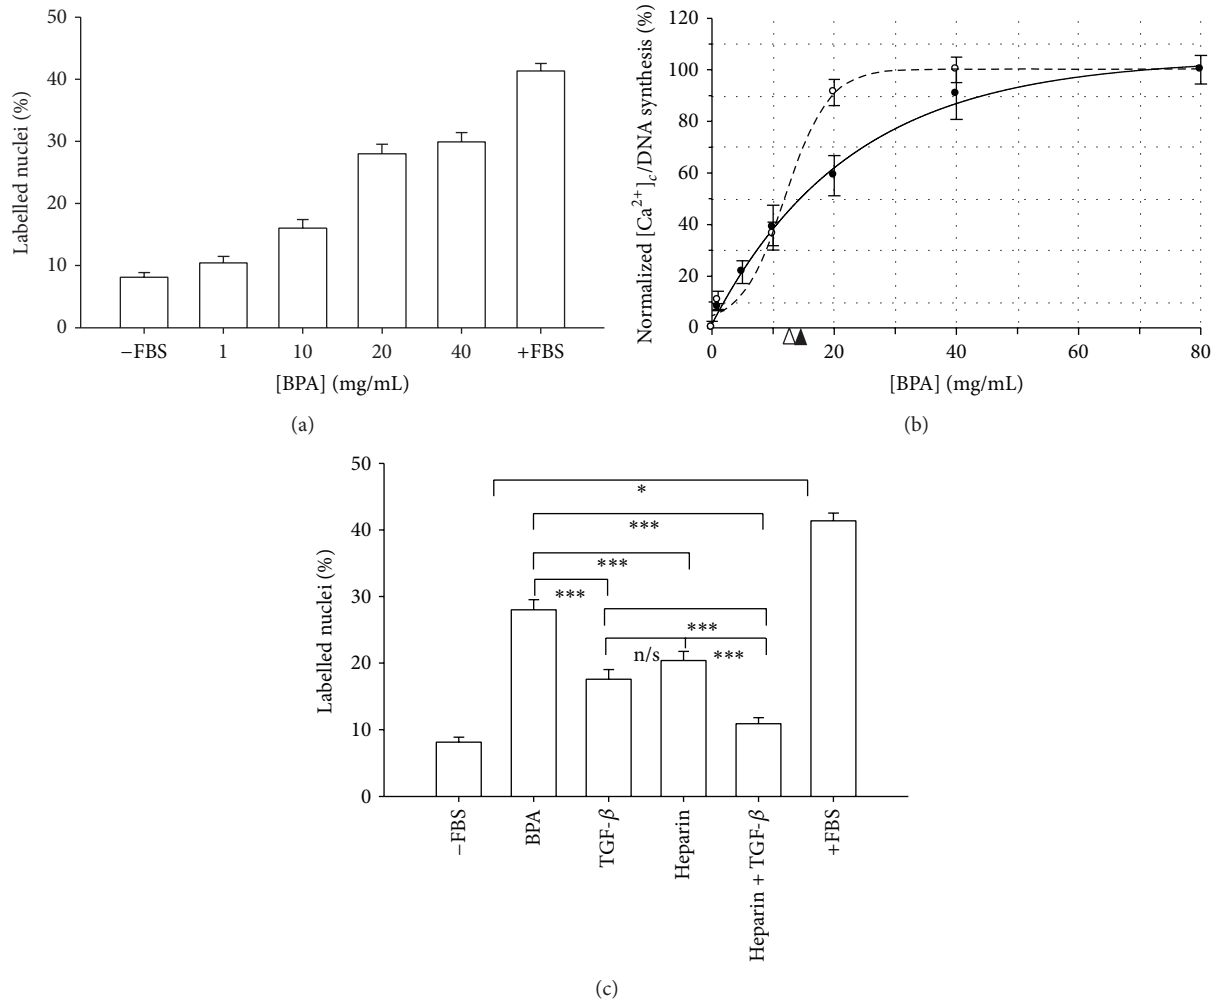 50
40
30
20
10
0
Labelled nuclei (%)
−FBS 1 10 20 40 +FBS
[BPA] (mg/mL)
(a)
120
100
80
60
40
20
0
Normalized [Ca²⁺]c/DNA synthesis (%)
0 20 40 60 80
[BPA] (mg/mL)
(b)
50
40
30
20
10
0
Labelled nuclei (%)
*
***
***
***
***
n/s
***
−FBS
BPA
TGF-β
Heparin
Heparin + TGF-β
+FBS
(c)